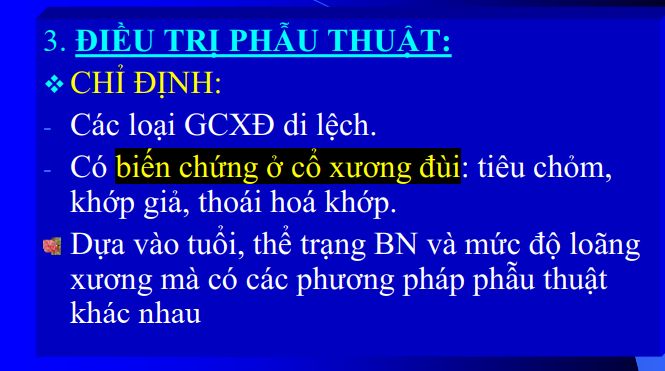 3. ĐIỀU TRỊ PHẪU THUẬT:
CHỈ ĐỊNH:
- Các loại GCXĐ di lệch.
- Có biến chứng ở cổ xương đùi: tiêu chỏm,
khớp giả, thoái hoá khớp.
Dựa vào tuổi, thể trạng BN và mức độ loãng
xương mà có các phương pháp phẫu thuật
khác nhau